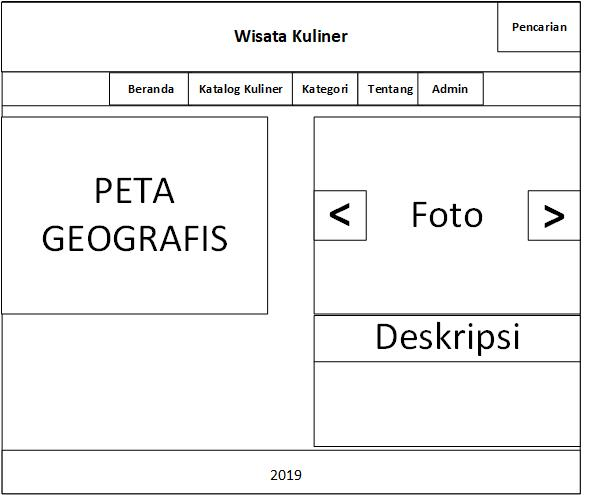 Wisata Kuliner
Pencarian
Beranda
Katalog Kuliner
Kategori
Tentang
Admin
PETA
GEOGRAFIS
<
Foto
>
Deskripsi
2019